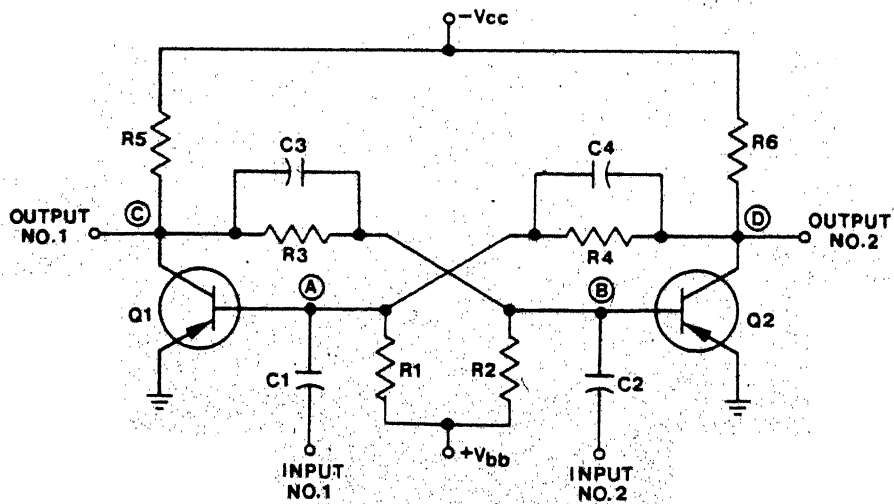 -Vcc
R5
C3
C4
R6
OUTPUT
NO.1
C
R3
R4
D
OUTPUT
NO.2
A
B
Q1
Q2
C1
R1
R2
C2
+Vbb
INPUT
NO.1
INPUT
NO.2